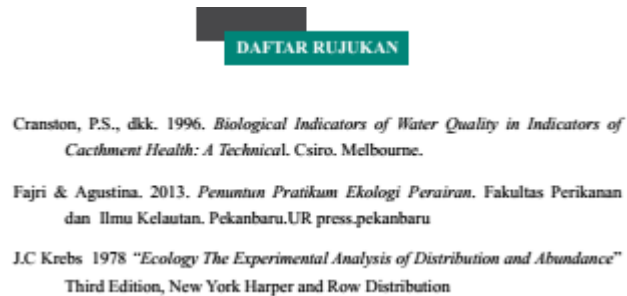 DAFTAR RUJUKAN
Cranston, P.S., dkk. 1996. Biological Indicators of Water Quality in Indicators of
Cacthment Health: A Technical. Csiro. Melbourne.
Fajri & Agustina. 2013. Penuntun Pratikum Ekologi Perairan. Fakultas Perikanan
dan Ilmu Kelautan. Pekanbaru.UR press.pekanbaru
J.C Krebs 1978 “Ecology The Experimental Analysis of Distribution and Abundance”
Third Edition, New York Harper and Row Distribution